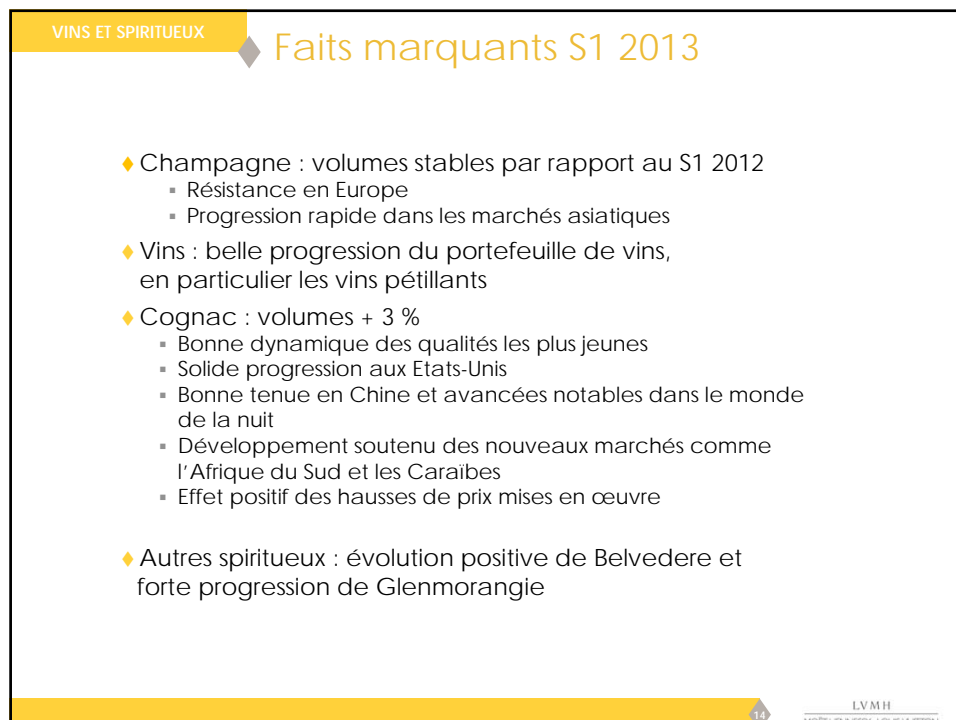 VINS ET SPIRITUEUX
Faits marquants S1 2013
Champagne : volumes stables par rapport au S1 2012
Résistance en Europe
Progression rapide dans les marchés asiatiques
Vins : belle progression du portefeuille de vins,
en particulier les vins pétillants
Cognac : volumes + 3 %
Bonne dynamique des qualités les plus jeunes
Solide progression aux Etats-Unis
Bonne tenue en Chine et avancées notables dans le monde
de la nuit
Développement soutenu des nouveaux marchés comme
l'Afrique du Sud et les Caraïbes
Effet positif des hausses de prix mises en œuvre
Autres spiritueux : évolution positive de Belvedere et
forte progression de Glenmorangie
14
LVMH